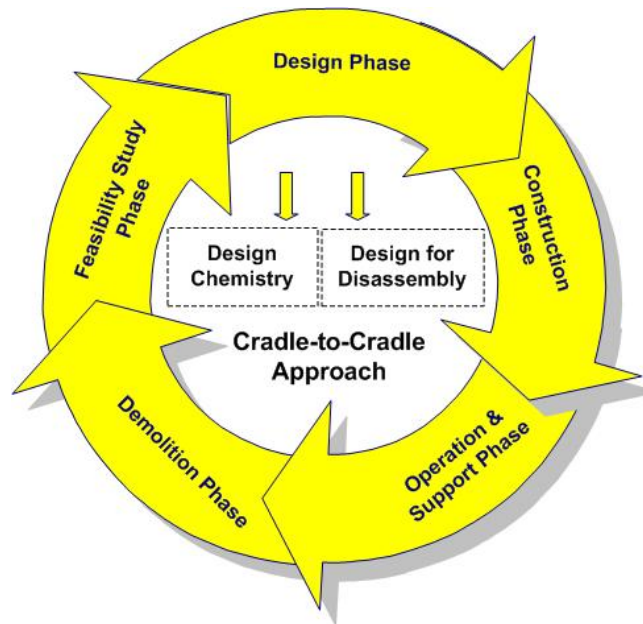 Design Phase
Construction
Phase
Operation &
Support Phase
Demolition Phase
Feasibility Study
Phase
Design
Chemistry
Design for
Disassembly
Cradle-to-Cradle
Approach